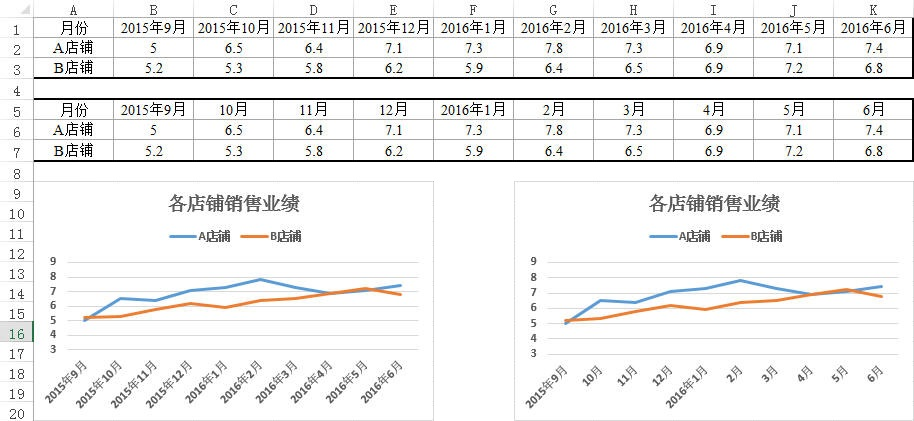 A B C D E F G H I J K
1 月份 2015年9月 2015年10月 2015年11月 2015年12月 2016年1月 2016年2月 2016年3月 2016年4月 2016年5月 2016年6月
2 A店铺 5 6.5 6.4 7.1 7.3 7.8 7.3 6.9 7.1 7.4
3 B店铺 5.2 5.3 5.8 6.2 5.9 6.4 6.5 6.9 7.2 6.8
4
5 月份 2015年9月 10月 11月 12月 2016年1月 2月 3月 4月 5月 6月
6 A店铺 5 6.5 6.4 7.1 7.3 7.8 7.3 6.9 7.1 7.4
7 B店铺 5.2 5.3 5.8 6.2 5.9 6.4 6.5 6.9 7.2 6.8
8
9
10
11
12
13
14
15
16
17
18
19
20
各店铺销售业绩
A店铺 B店铺
9
8
7
6
5
4
3
2015年9月 2015年10月 2015年11月 2015年12月 2016年1月 2016年2月 2016年3月 2016年4月 2016年5月 2016年6月
各店铺销售业绩
A店铺 B店铺
9
8
7
6
5
4
3
2015年9月 10月 11月 12月 2016年1月 2月 3月 4月 5月 6月